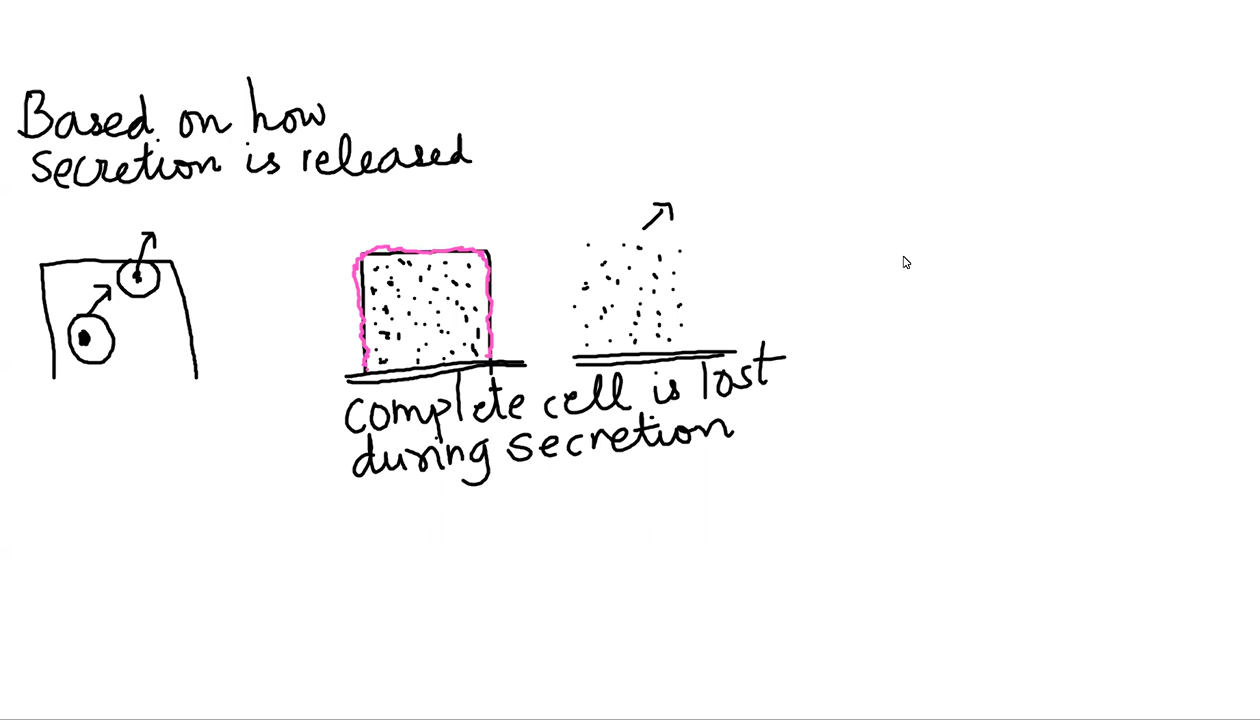 Based on how
secretion is released
complete cell is lost
during secretion